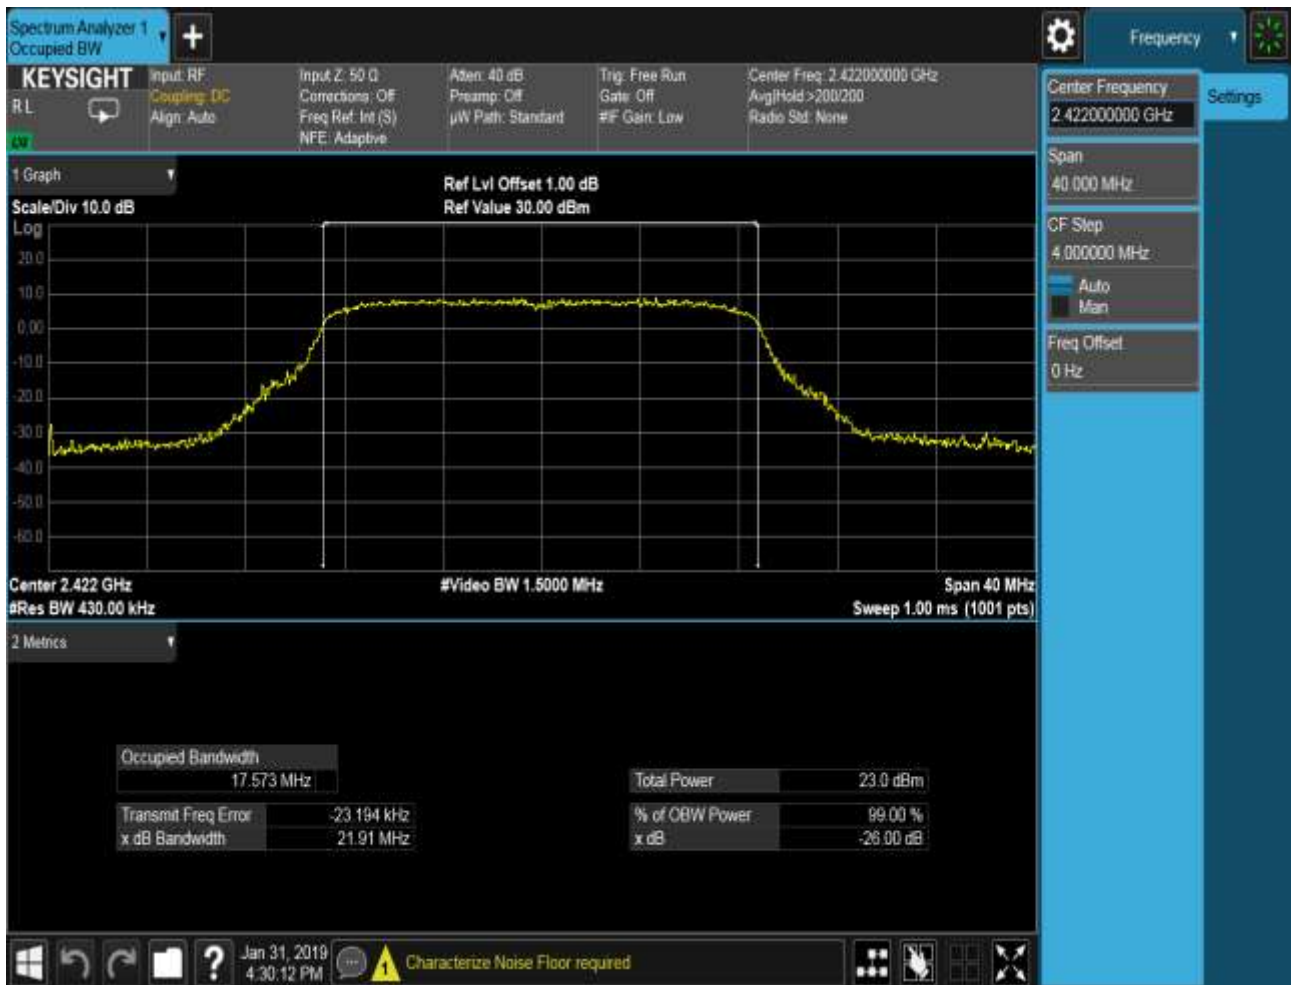 Spectrum Analyzer 1
Occupied BW
+
Frequency
KEYSIGHT
R L
Input: RF
Coupling: DC
Align: Auto
Input Z: 50 Ω
Corrections: Off
Freq Ref: Int (S)
NFE: Adaptive
Atten: 40 dB
Preamp: Off
µW Path: Standard
Trig: Free Run
Gate: Off
#IF Gain: Low
Center Freq: 2.422000000 GHz
Avg|Hold >200/200
Radio Std: None
Center Frequency
2.422000000 GHz
Settings
Span
40.000 MHz
CF Step
4.000000 MHz
Auto
Man
Freq Offset
0 Hz
1 Graph
Scale/Div 10.0 dB
Ref Lvl Offset 1.00 dB
Ref Value 30.00 dBm
Log
20.0
10.0
0.00
-10.0
-20.0
-30.0
-40.0
-50.0
-60.0
Center 2.422 GHz
#Video BW 1.5000 MHz
Span 40 MHz
#Res BW 430.00 kHz
Sweep 1.00 ms (1001 pts)
2 Metrics
Occupied Bandwidth
17.573 MHz
Total Power 23.0 dBm
Transmit Freq Error -23.194 kHz
% of OBW Power 99.00 %
x dB Bandwidth 21.91 MHz
x dB -26.00 dB
?
Jan 31, 2019
4:30:12 PM
1
Characterize Noise Floor required